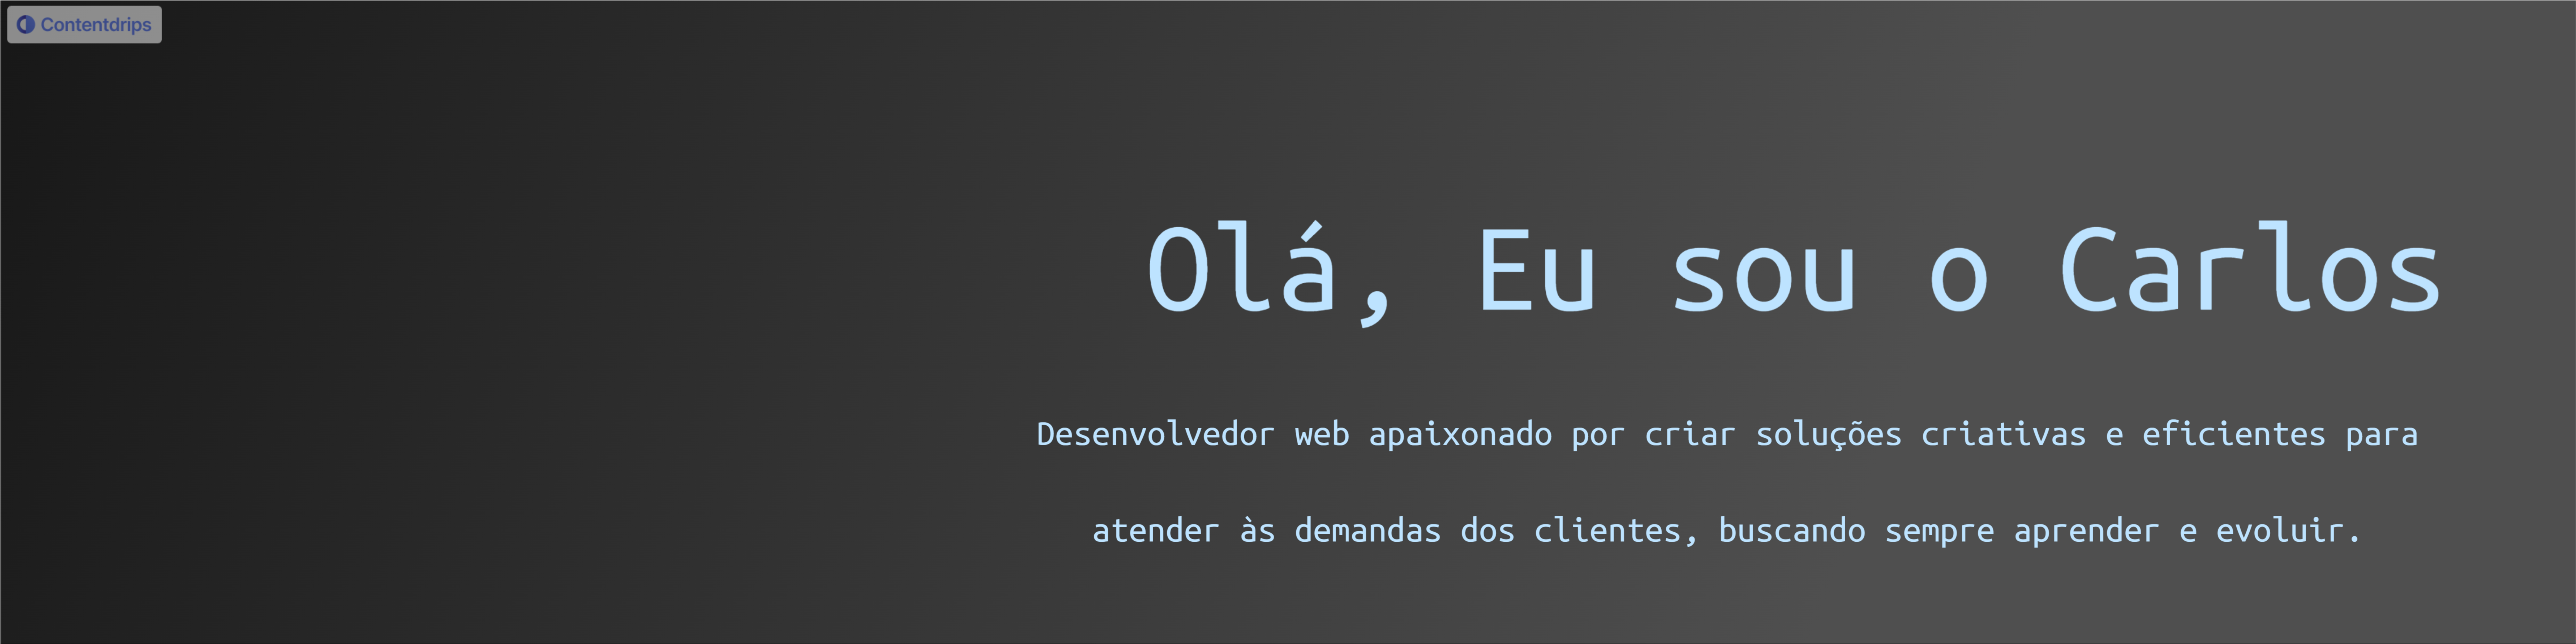 Contentdrips
Olá, Eu sou o Carlos
Desenvolvedor web apaixonado por criar soluções criativas e eficientes para
atender às demandas dos clientes, buscando sempre aprender e evoluir.